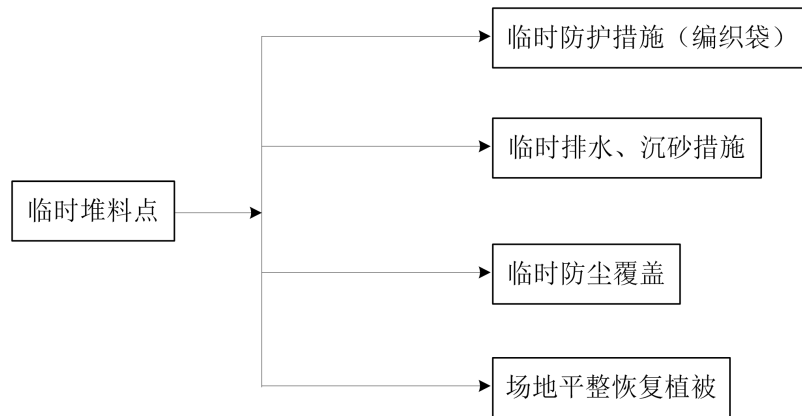 临时防护措施（编织袋）
临时排水、沉砂措施
临时堆料点
临时防尘覆盖
场地平整恢复植被